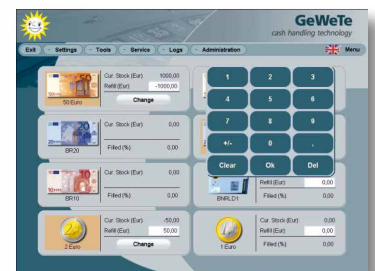 GeWeTe
cash handling technology
Exit Settings Tools Service Logs Administration Menu
Cur. Stock (Eur) 1000,00
Refill (Eur) -1000,00
50 Euro Change
1 2 3
4 5 6
7 8 9
+/- 0 ,
Clear Ok Del
Cur. Stock (Eur) 0,00
BR20 Filled (%) 0,00
Cur. Stock (Eur) 0,00
BR10 Filled (%) 0,00
Refill (Eur) 0,00
BNRLD1 Filled (%) 0,00
Cur. Stock (Eur) -50,00
Refill (Eur) 50,00
2 Euro Change
Cur. Stock (Eur) 0,00
Refill (Eur) 0,00
1 Euro Filled (%) 0,00